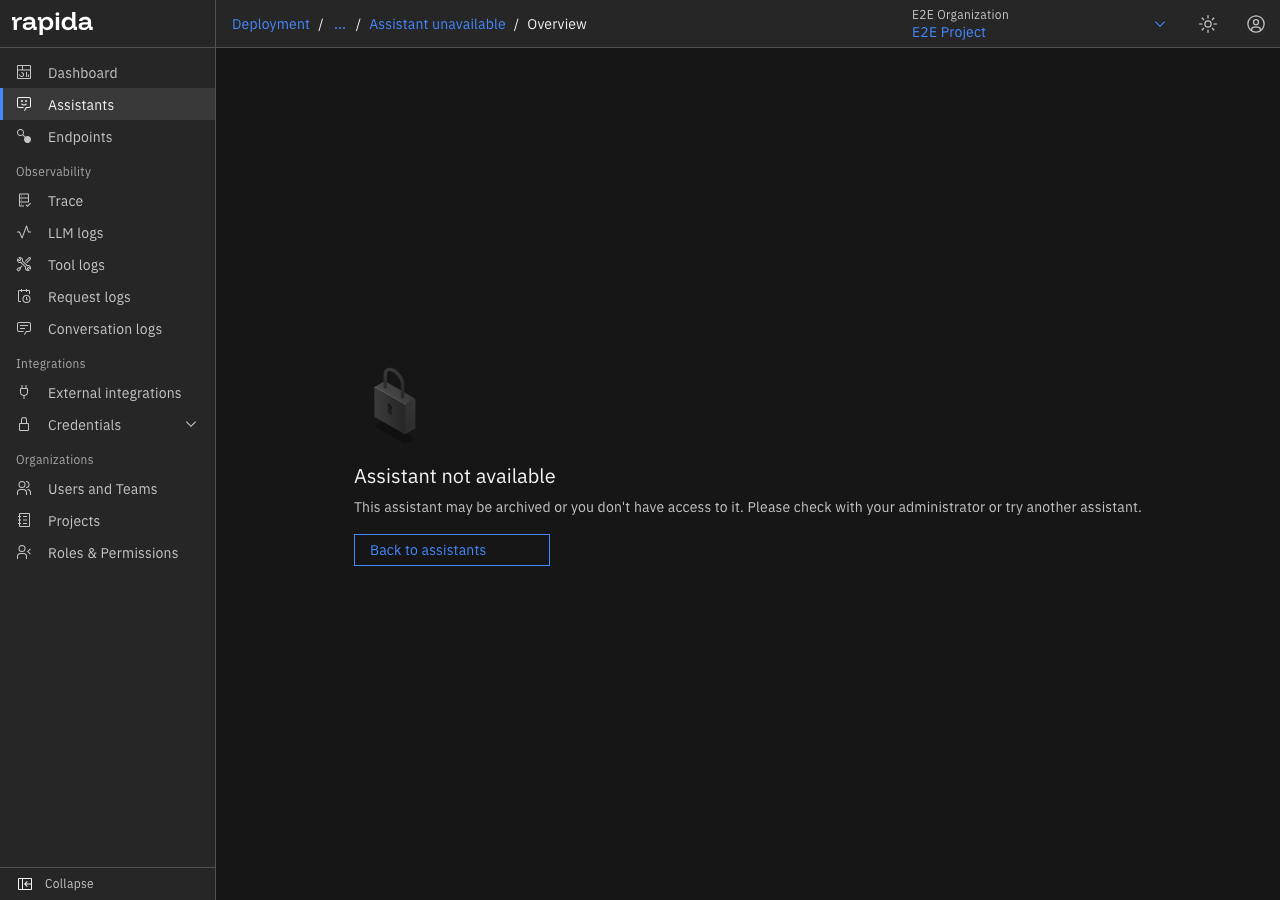 rapida
Deployment / ... / Assistant unavailable / Overview
E2E Organization
E2E Project
Dashboard
Assistants
Endpoints
Observability
Trace
LLM logs
Tool logs
Request logs
Conversation logs
Integrations
External integrations
Credentials
Organizations
Users and Teams
Projects
Roles & Permissions
Collapse
Assistant not available
This assistant may be archived or you don't have access to it. Please check with your administrator or try another assistant.
Back to assistants